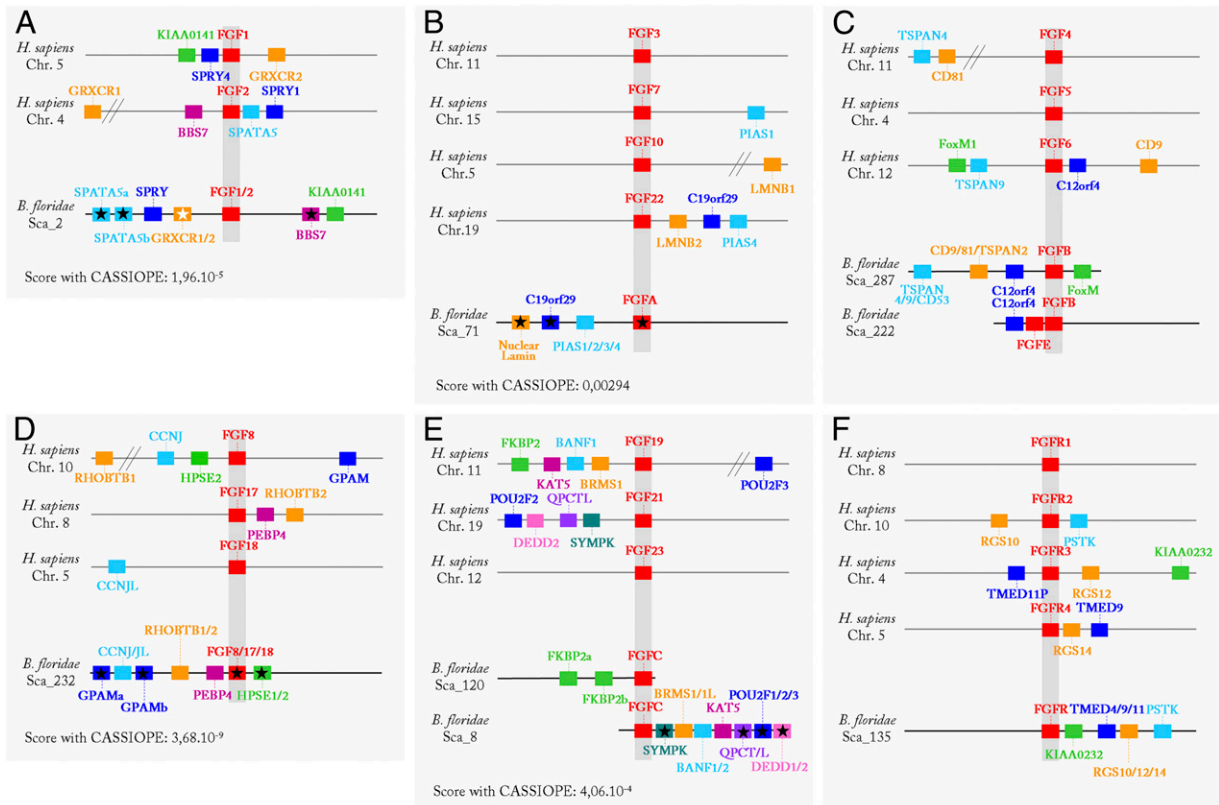 A
KIAA0141 FGF1
H. sapiens
Chr. 5
SPRY4 GRXCR2
GRXCR1 FGF2 SPRY1
H. sapiens
Chr. 4
BBS7 SPATA5
SPATA5a SPRY FGF1/2 KIAA0141
B. floridae
Sca_2
SPATA5b GRXCR1/2 BBS7
Score with CASSIOPE: 1,96.10-5
B
FGF3
H. sapiens
Chr. 11
FGF7
H. sapiens
Chr. 15
PIAS1
FGF10
H. sapiens
Chr.5
LMNB1
FGF22 C19orf29
H. sapiens
Chr.19
LMNB2 PIAS4
C19orf29 FGFA
B. floridae
Sca_71
Nuclear
Lamin PIAS1/2/3/4
Score with CASSIOPE: 0,00294
C
TSPAN4 FGF4
H. sapiens
Chr. 11
CD81
FGF5
H. sapiens
Chr. 4
FoxM1 FGF6 CD9
H. sapiens
Chr. 12
TSPAN9 C12orf4
CD9/81/TSPAN2 FGFB
B. floridae
Sca_287
TSPAN
4/9/CD53 C12orf4 FoxM
C12orf4 FGFB
B. floridae
Sca_222
FGFE
D
CCNJ FGF8
H. sapiens
Chr. 10
RHOBTB1 HPSE2 GPAM
FGF17 RHOBTB2
H. sapiens
Chr. 8
PEBP4
FGF18
H. sapiens
Chr. 5
CCNJL
RHOBTB1/2
CCNJ/JL FGF8/17/18
B. floridae
Sca_232
GPAMa PEBP4 HPSE1/2
GPAMb
Score with CASSIOPE: 3,68.10-9
E
FKBP2 BANF1 FGF19
H. sapiens
Chr. 11
KAT5 BRMS1 POU2F3
POU2F2 QPCTL FGF21
H. sapiens
Chr. 19
DEDD2 SYMPK
FGF23
H. sapiens
Chr. 12
FKBP2a FGFC
B. floridae
Sca_120
FKBP2b
BRMS1/1L POU2F1/2/3
FGFC KAT5
B. floridae
Sca_8
SYMPK QPCT/L
BANF1/2 DEDD1/2
Score with CASSIOPE: 4,06.10-4
F
FGFR1
H. sapiens
Chr. 8
FGFR2
H. sapiens
Chr. 10
RGS10 PSTK
FGFR3 KIAA0232
H. sapiens
Chr. 4
TMED11P RGS12
FGFR4 TMED9
H. sapiens
Chr. 5
RGS14
FGFR TMED4/9/11 PSTK
B. floridae
Sca_135
KIAA0232
RGS10/12/14